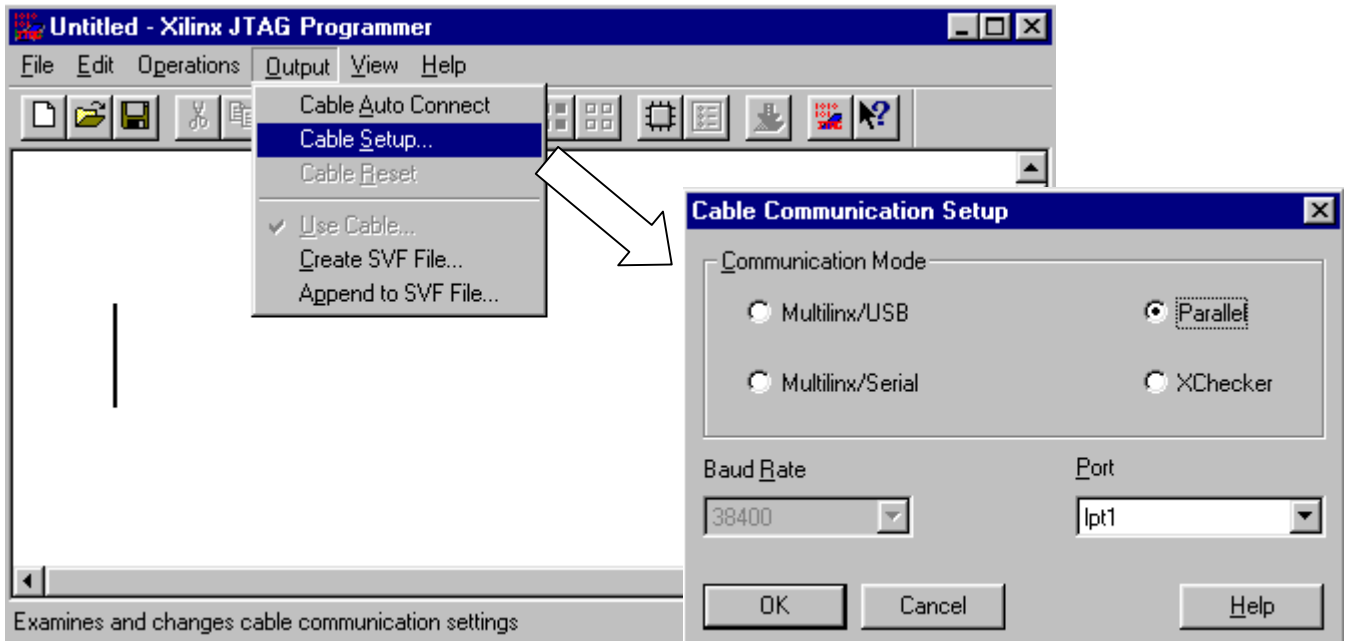 Untitled - Xilinx JTAG Programmer
File Edit Operations Output View Help
Cable Auto Connect
Cable Setup...
Cable Reset
Use Cable...
Create SVF File...
Append to SVF File...
Cable Communication Setup
Communication Mode
Multilinx/USB
Parallel
Multilinx/Serial
XChecker
Baud Rate
Port
38400
lpt1
OK
Cancel
Help
Examines and changes cable communication settings